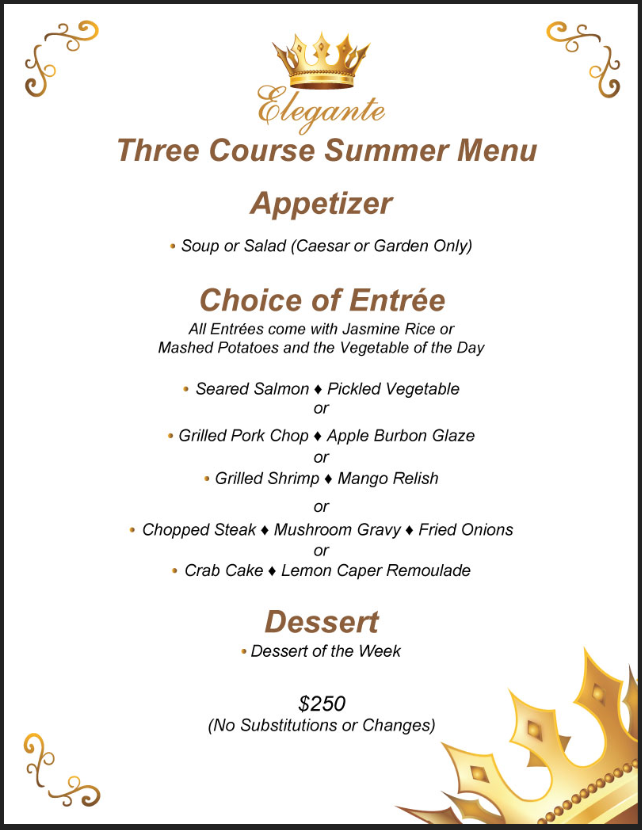 Elegante
Three Course Summer Menu
Appetizer
• Soup or Salad (Caesar or Garden Only)
Choice of Entrée
All Entrées come with Jasmine Rice or
Mashed Potatoes and the Vegetable of the Day
• Seared Salmon ♦ Pickled Vegetable
or
• Grilled Pork Chop ♦ Apple Burbon Glaze
or
• Grilled Shrimp ♦ Mango Relish
or
• Chopped Steak ♦ Mushroom Gravy ♦ Fried Onions
or
• Crab Cake ♦ Lemon Caper Remoulade
Dessert
• Dessert of the Week
$250
(No Substitutions or Changes)